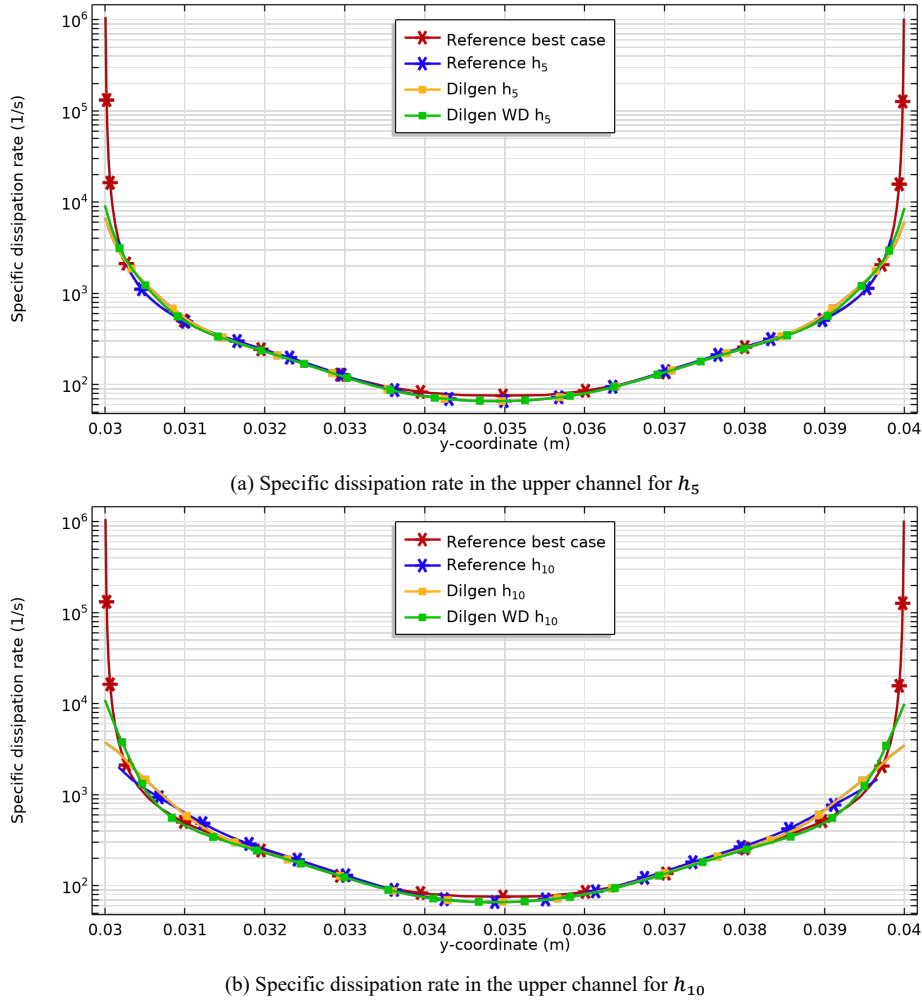 10⁶
10⁵
10⁴
10³
10²
Specific dissipation rate (1/s)
Reference best case
Reference h₅
Dilgen h₅
Dilgen WD h₅
0.03 0.031 0.032 0.033 0.034 0.035 0.036 0.037 0.038 0.039 0.04
y-coordinate (m)
(a) Specific dissipation rate in the upper channel for h₅
10⁶
10⁵
10⁴
10³
10²
Specific dissipation rate (1/s)
Reference best case
Reference h₁₀
Dilgen h₁₀
Dilgen WD h₁₀
0.03 0.031 0.032 0.033 0.034 0.035 0.036 0.037 0.038 0.039 0.04
y-coordinate (m)
(b) Specific dissipation rate in the upper channel for h₁₀